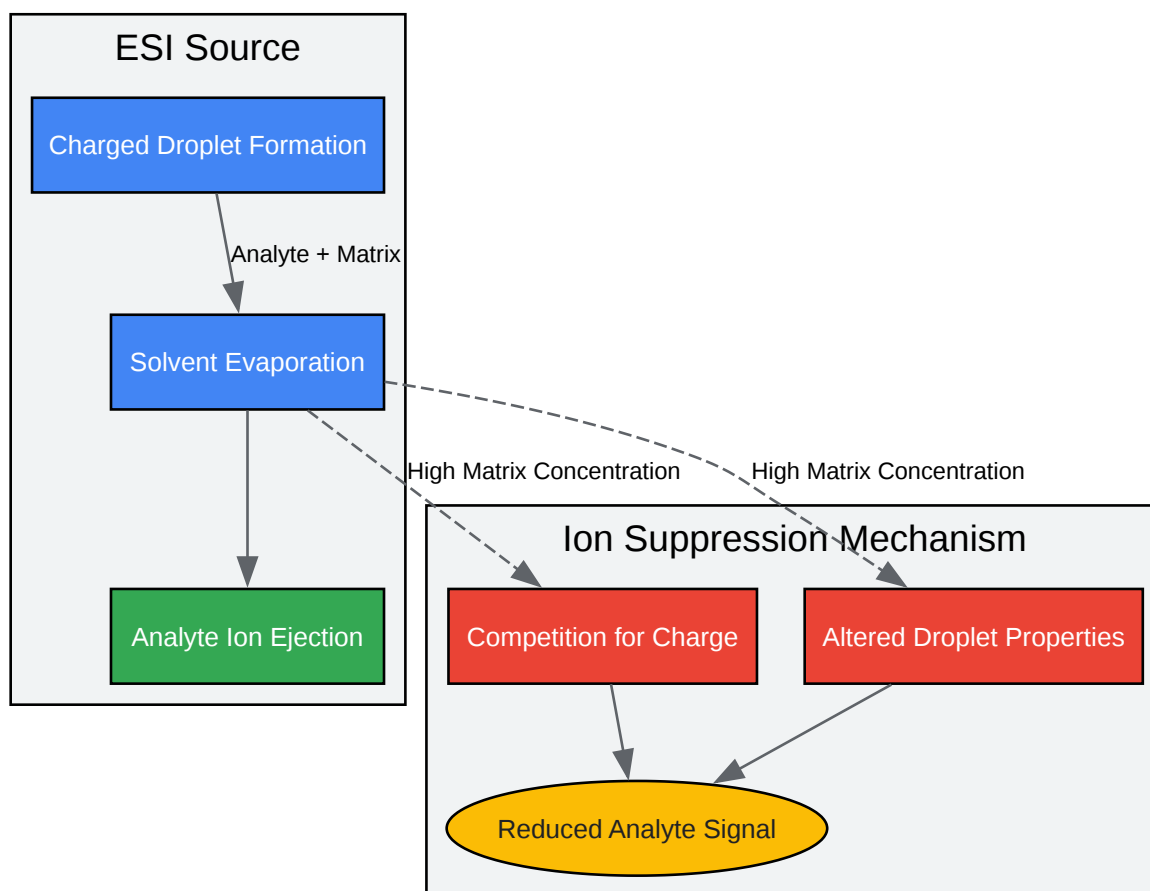 ESI Source
Charged Droplet Formation
Analyte + Matrix
Solvent Evaporation
High Matrix Concentration
High Matrix Concentration
Ion Suppression Mechanism
Analyte Ion Ejection
Competition for Charge
Altered Droplet Properties
Reduced Analyte Signal